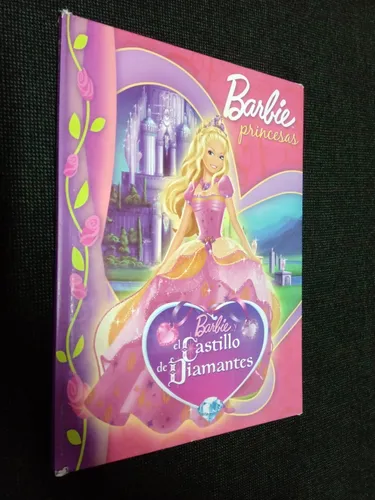 Barbie
princesas
Barbie
el Castillo
de Diamantes